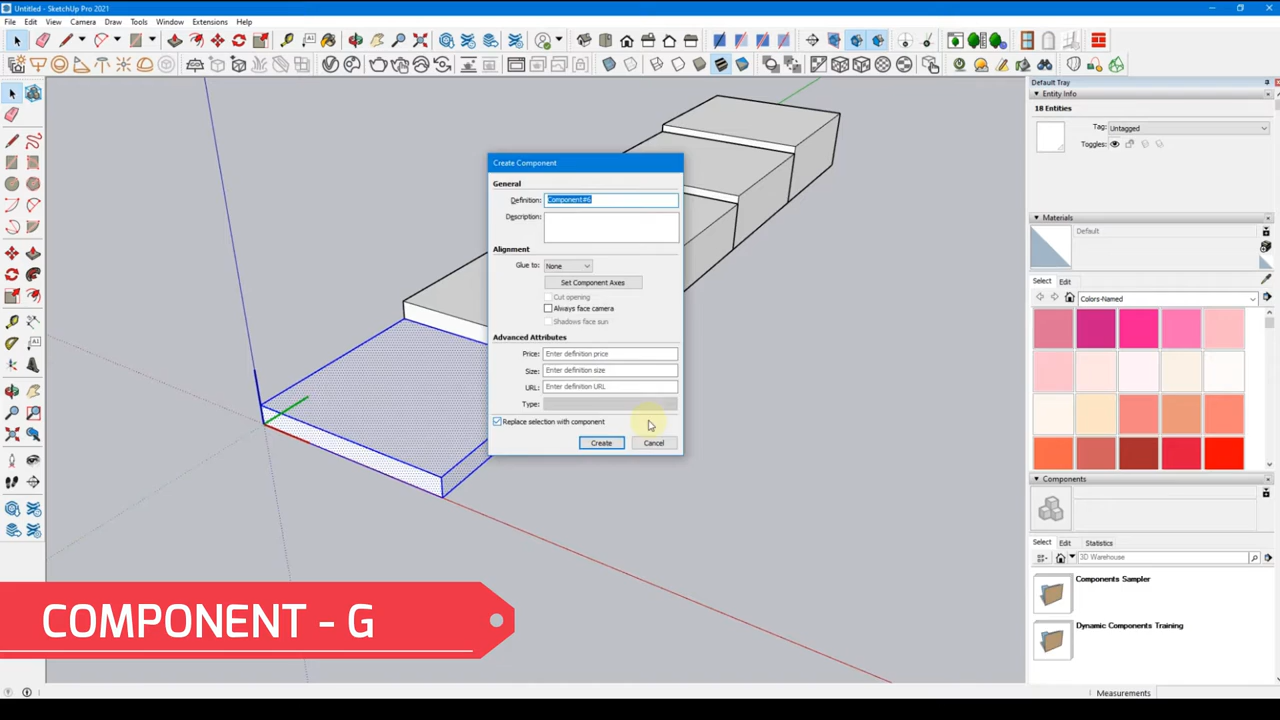 Untitled - SketchUp Pro 2021
File Edit View Camera Draw Tools Window Extensions Help
Default Tray
Entity Info
18 Entities
Tag: Untagged
Toggles:
Create Component
General
Definition: Component#6
Description:
Alignment
Glue to: None
Set Component Axes
Cut opening
Always face camera
Shadows face sun
Advanced Attributes
Price: Enter definition price
Size: Enter definition size
URL: Enter definition URL
Type:
Replace selection with component
Create Cancel
Materials
Default
Select Edit
Colors-Named
Components
Select Edit Statistics
3D Warehouse
Components Sampler
Dynamic Components Training
COMPONENT - G
Measurements